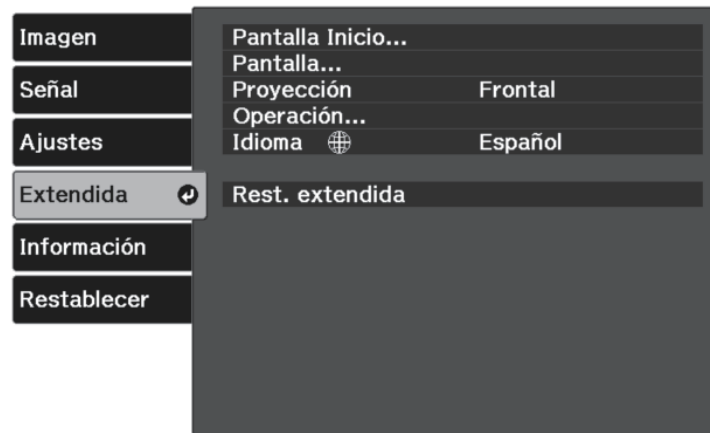 Imagen
Señal
Ajustes
Extendida
Información
Restablecer
Pantalla Inicio...
Pantalla...
Proyección Frontal
Operación...
Idioma Español
Rest. extendida